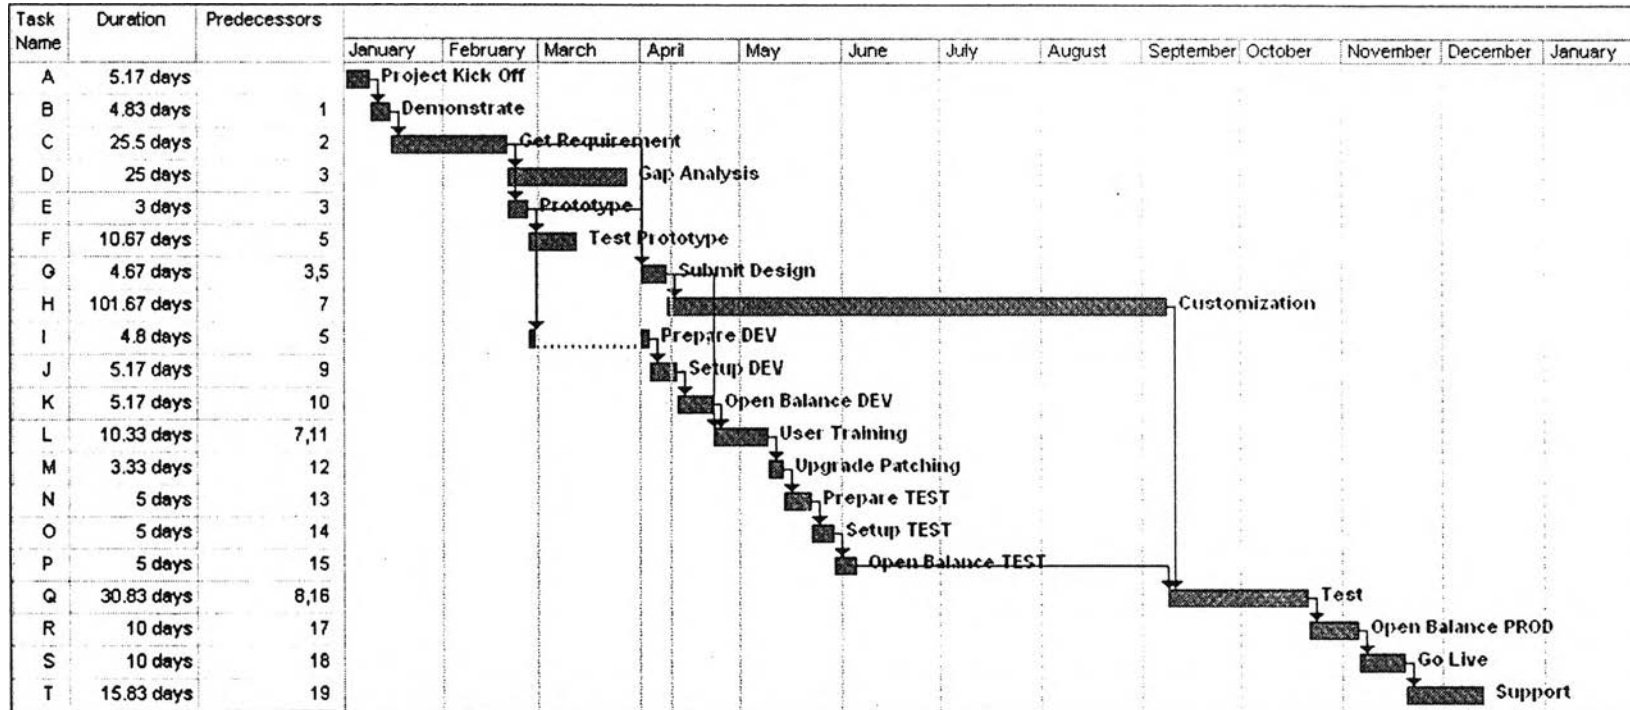 Task Name Duration Predecessors
January February March April May June July August September October November December January
A 5.17 days Project Kick Off
B 4.83 days 1 Demonstrate
C 25.5 days 2 Get Requirement
D 25 days 3 Gap Analysis
E 3 days 3 Prototype
F 10.67 days 5 Test Prototype
G 4.67 days 3,5 Submit Design
H 101.67 days 7 Customization
I 4.8 days 5 Prepare DEV
J 5.17 days 9 Setup DEV
K 5.17 days 10 Open Balance DEV
L 10.33 days 7,11 User Training
M 3.33 days 12 Upgrade Patching
N 5 days 13 Prepare TEST
O 5 days 14 Setup TEST
P 5 days 15 Open Balance TEST
Q 30.83 days 8,16 Test
R 10 days 17 Open Balance PROD
S 10 days 18 Go Live
T 15.83 days 19 Support